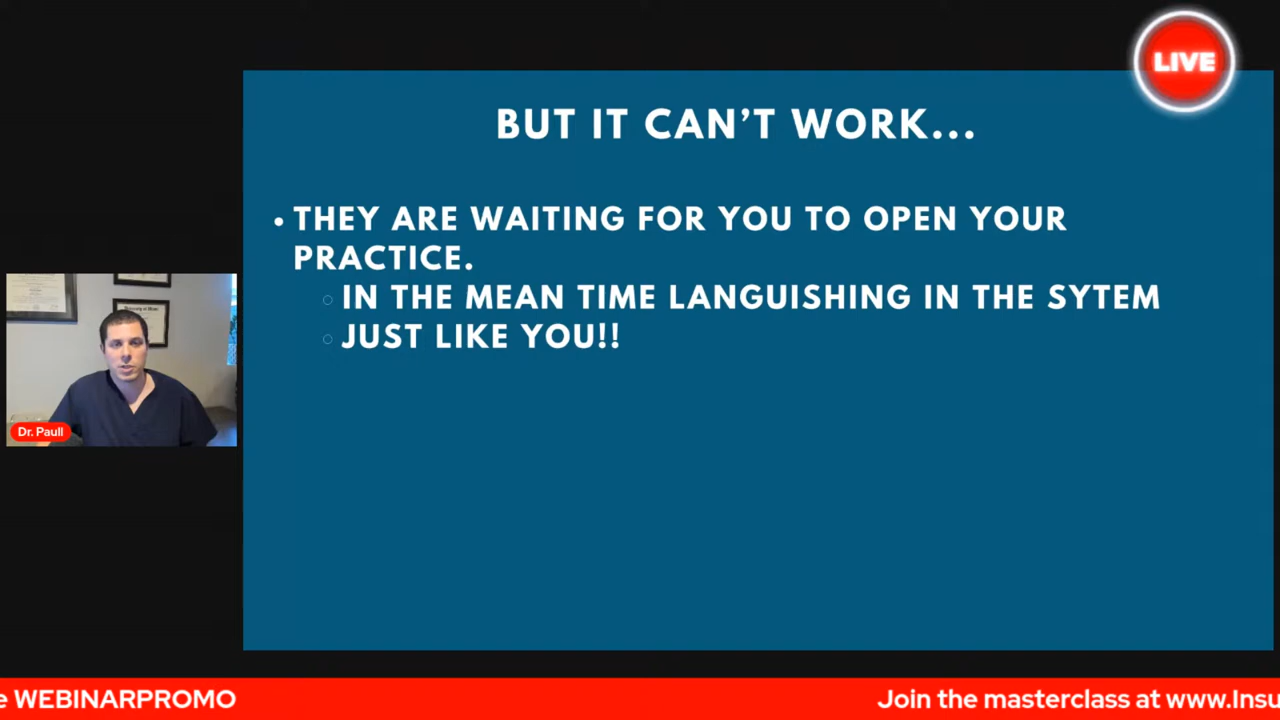 LIVE
BUT IT CAN'T WORK...
• THEY ARE WAITING FOR YOU TO OPEN YOUR
PRACTICE.
○ IN THE MEAN TIME LANGUISHING IN THE SYTEM
○ JUST LIKE YOU!!
Dr. Paull
e WEBINARPROMO
Join the masterclass at www.Insu